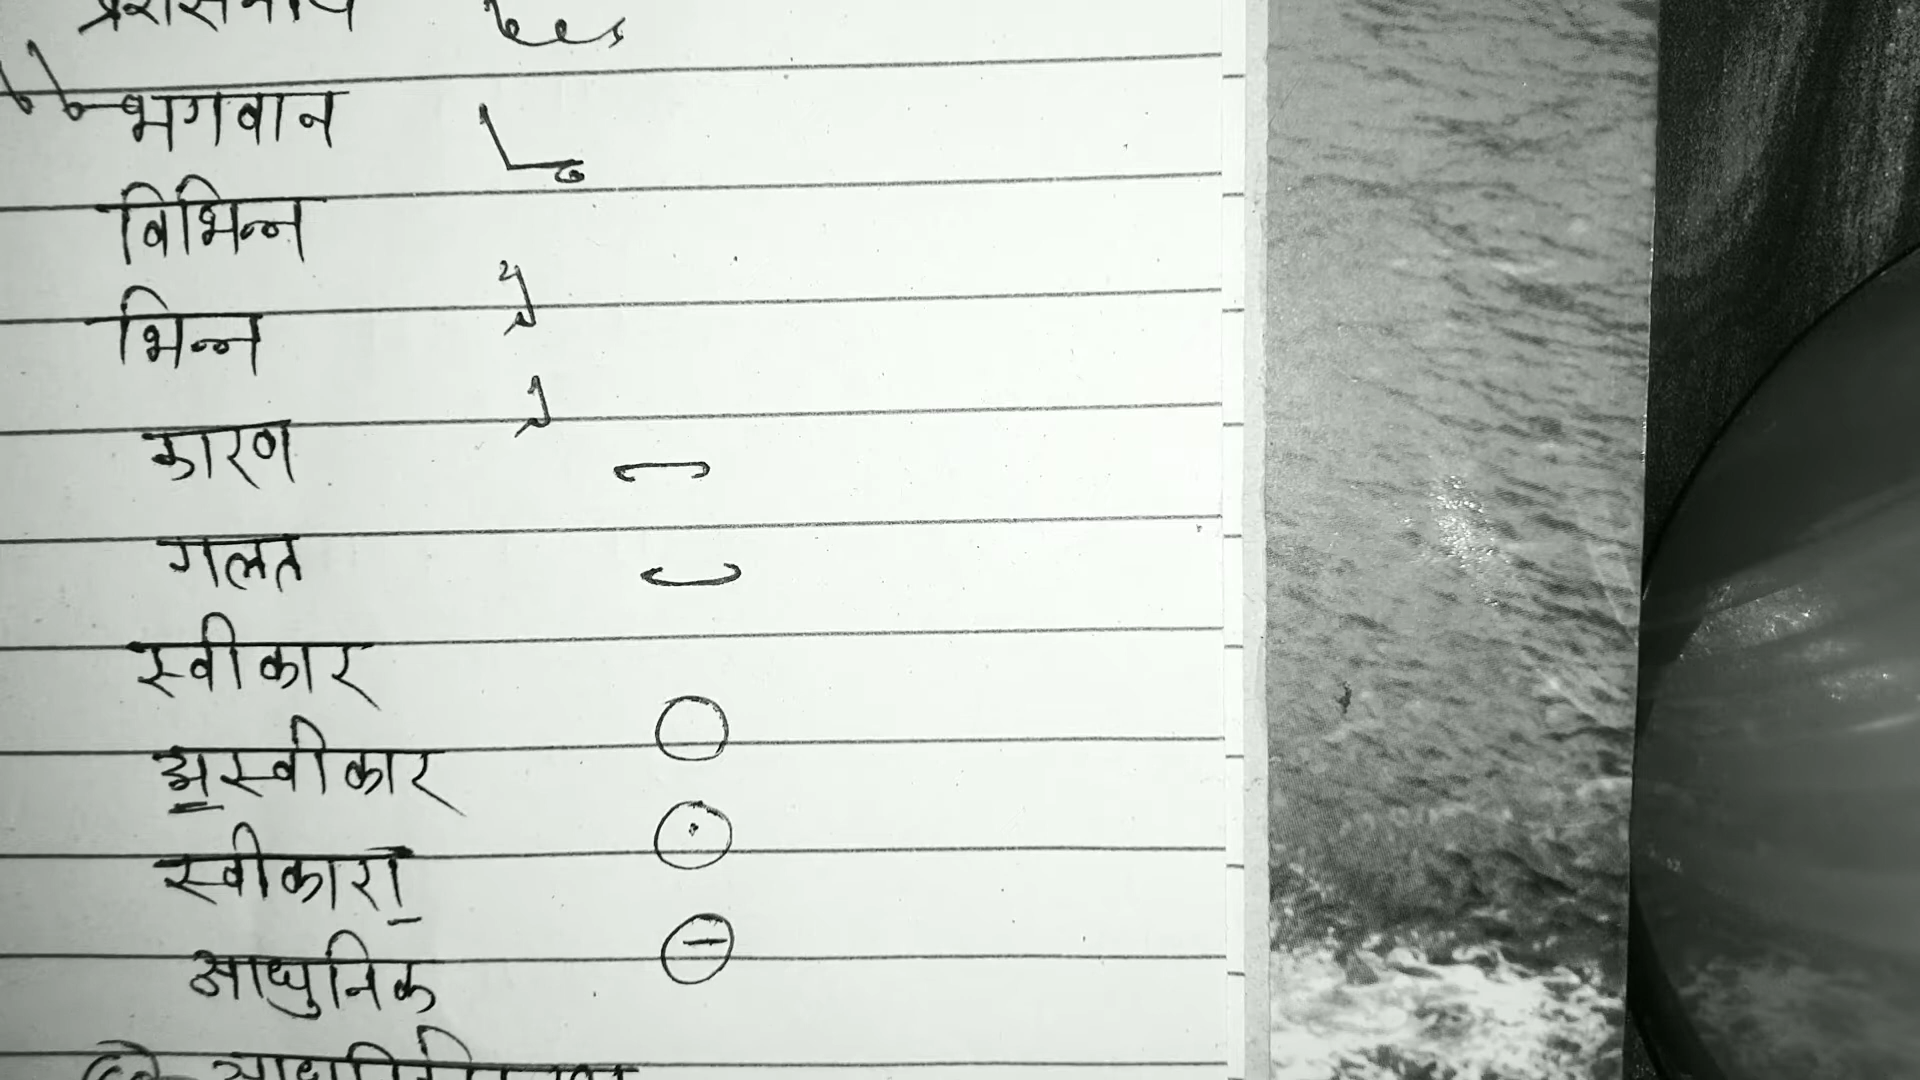 भगवान
विभिन्न
भिन्न
कारण
गलत
स्वीकार
अस्वीकार
स्वीकारा
आधुनिक